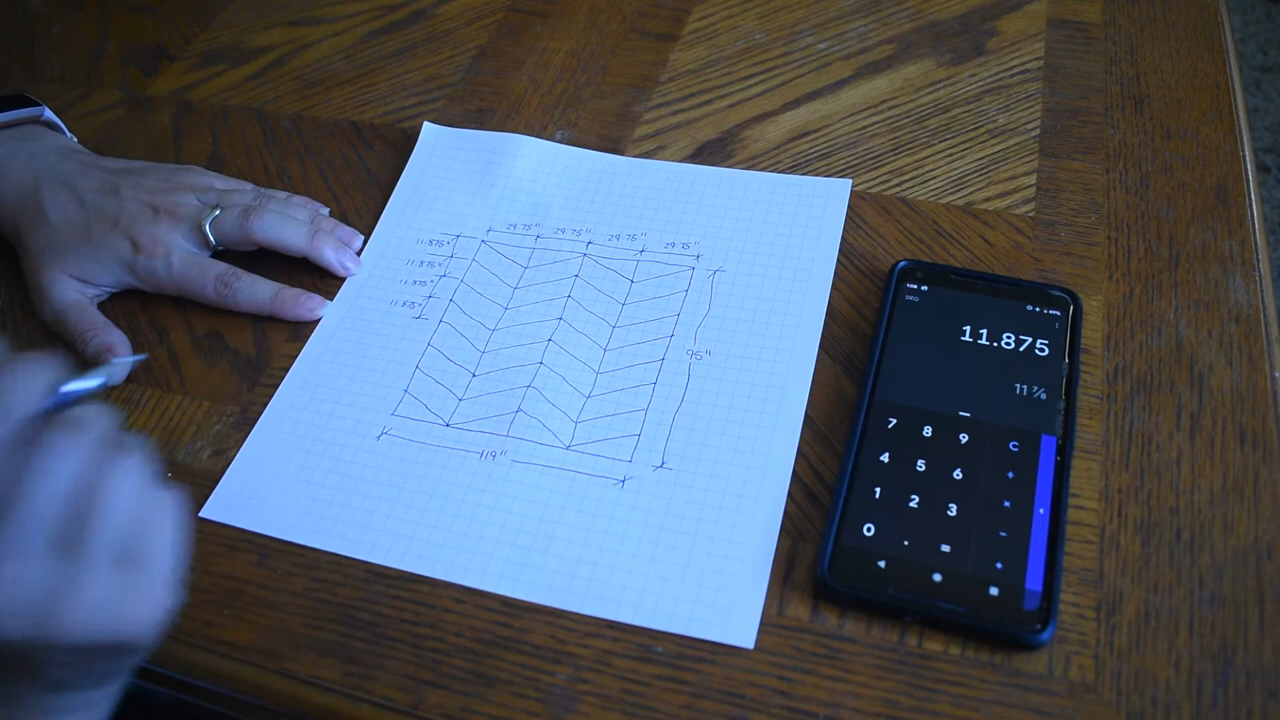 29.75" 29.75" 29.75" 29.75"
11.875"
11.875"
11.875"
11.875"
95"
119"
DEG
11.875
11 ⅞
7 8 9 C
4 5 6 ÷
1 2 3 ×
0 . = −
+